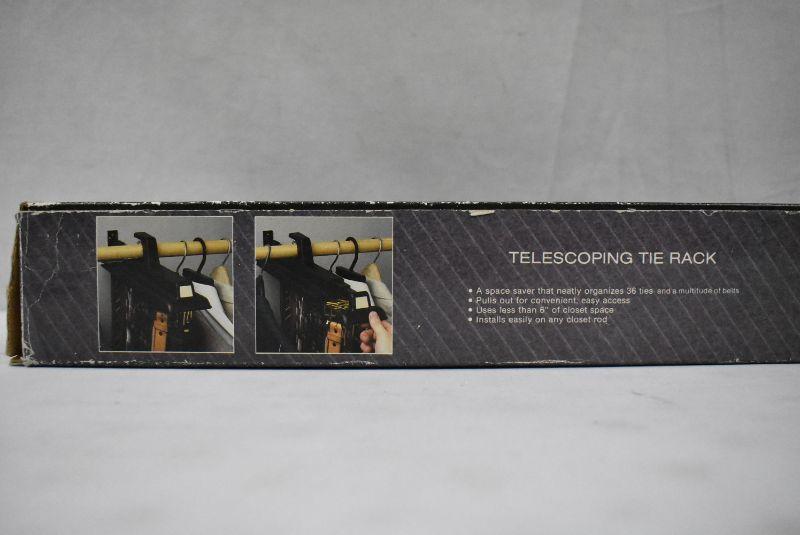 TELESCOPING TIE RACK
• A space saver that neatly organizes 36 ties and a multitude of belts
• Pulls out for convenient, easy access
• Uses less than 6" of closet space
• Installs easily on any closet rod